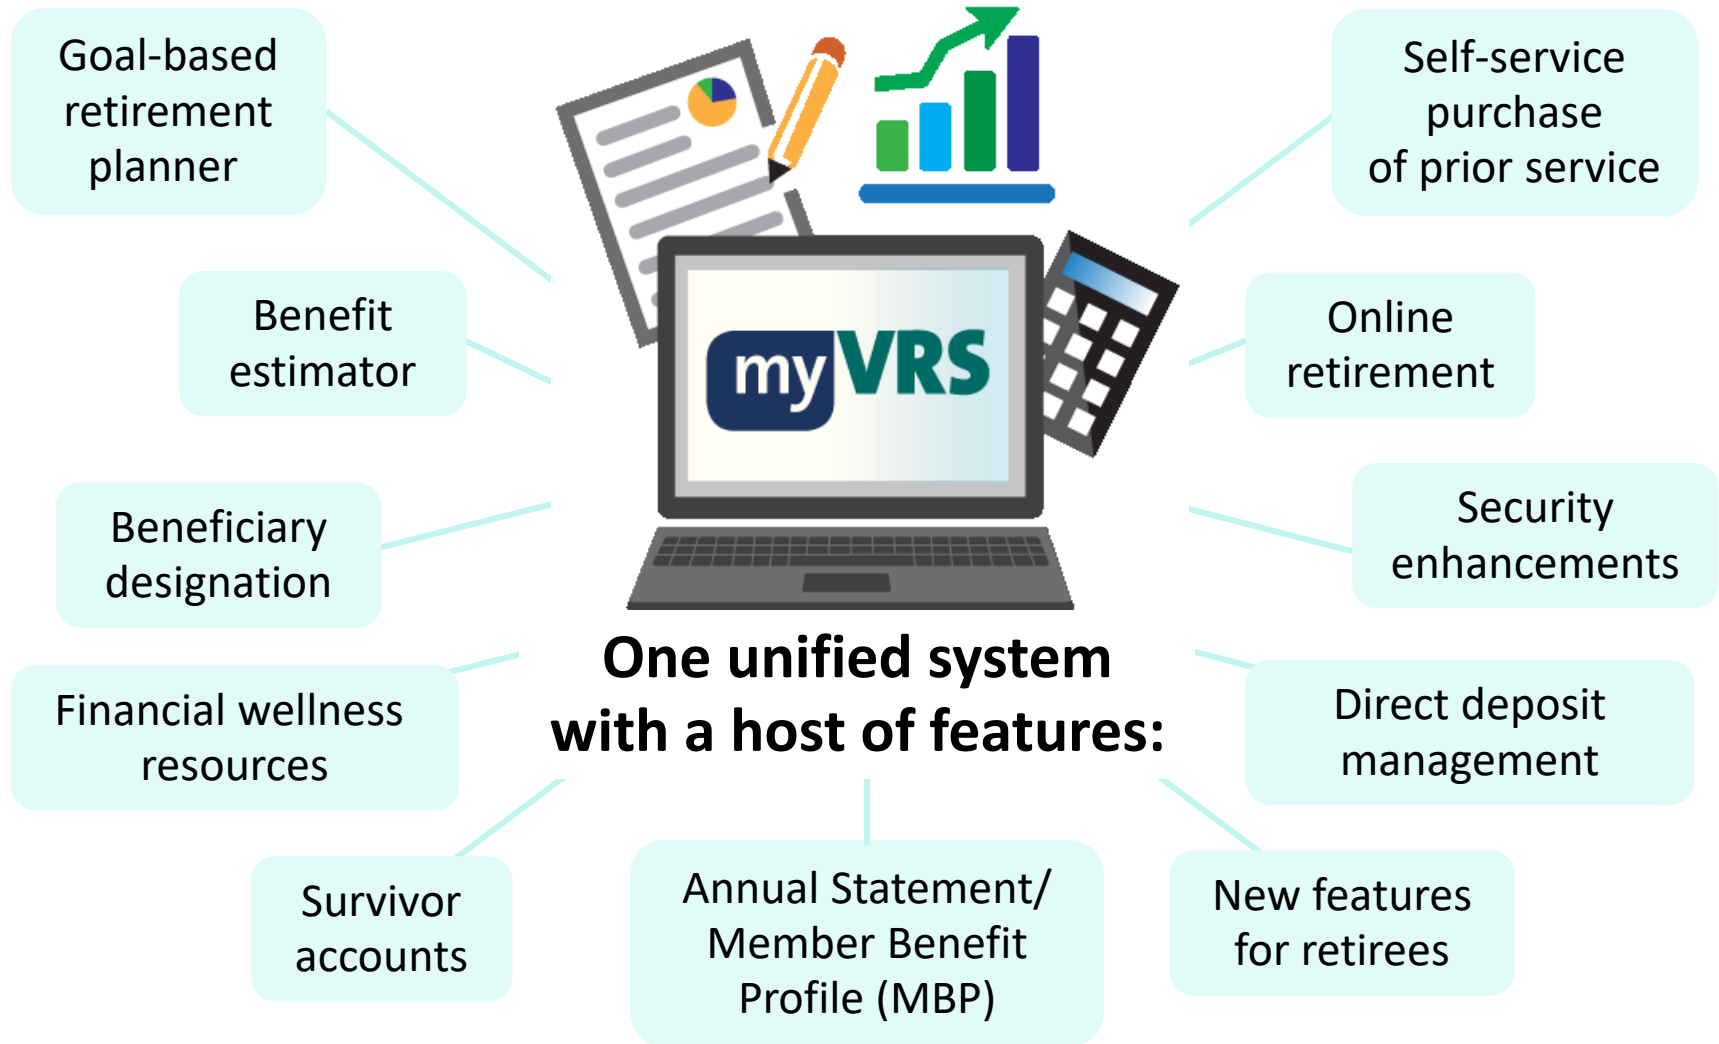 Goal-based
retirement
planner
Benefit
estimator
Beneficiary
designation
Financial wellness
resources
Survivor
accounts
myVRS
One unified system
with a host of features:
Annual Statement/
Member Benefit
Profile (MBP)
Self-service
purchase
of prior service
Online
retirement
Security
enhancements
Direct deposit
management
New features
for retirees